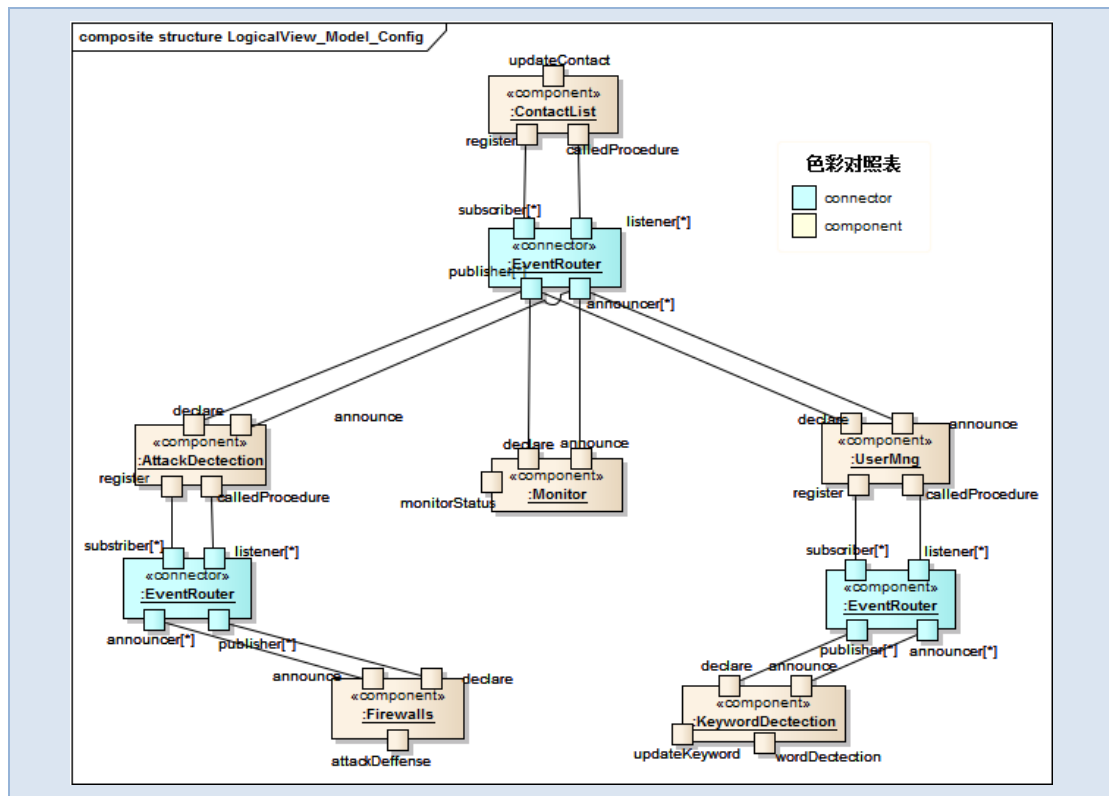 composite structure LogicalView_Model_Config
updateContact
«component»
:ContactList
register
calledProcedure
色彩对照表
connector
component
subscriber[*]
listener[*]
«connector»
:EventRouter
publisher[*]
announcer[*]
declare
announce
«component»
:AttackDectection
register
calledProcedure
declare
announce
«component»
:Monitor
monitorStatus
declare
announce
«component»
:UserMng
register
calledProcedure
substriber[*]
listener[*]
«connector»
:EventRouter
announcer[*]
publisher[*]
subscriber[*]
listener[*]
«component»
:EventRouter
publisher[*]
announcer[*]
announce
declare
«component»
:Firewalls
attackDeffense
declare
announce
«component»
:KeywordDectection
updateKeyword
wordDectection